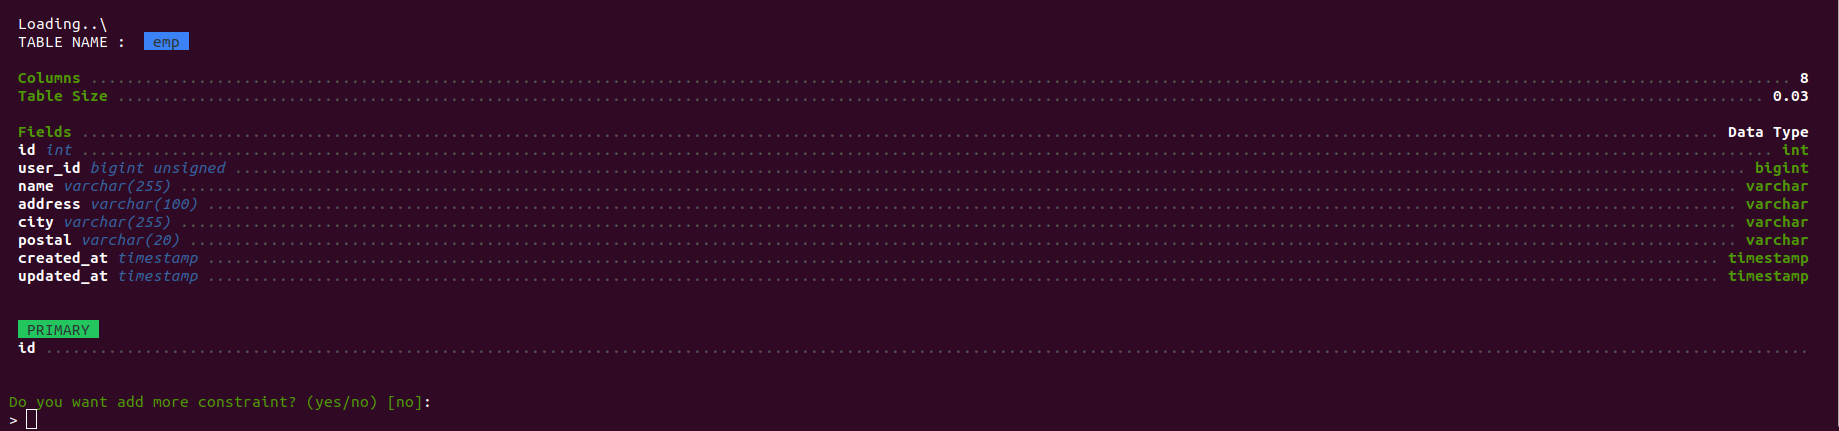 Loading..\
TABLE NAME : emp
Columns ........................................ 8
Table Size ........................................ 0.03
Fields ........................................ Data Type
id int ........................................ int
user_id bigint unsigned ........................................ bigint
name varchar(255) ........................................ varchar
address varchar(100) ........................................ varchar
city varchar(255) ........................................ varchar
postal varchar(20) ........................................ varchar
created_at timestamp ........................................ timestamp
updated_at timestamp ........................................ timestamp
PRIMARY
id ........................................
Do you want add more constraint? (yes/no) [no]:
>